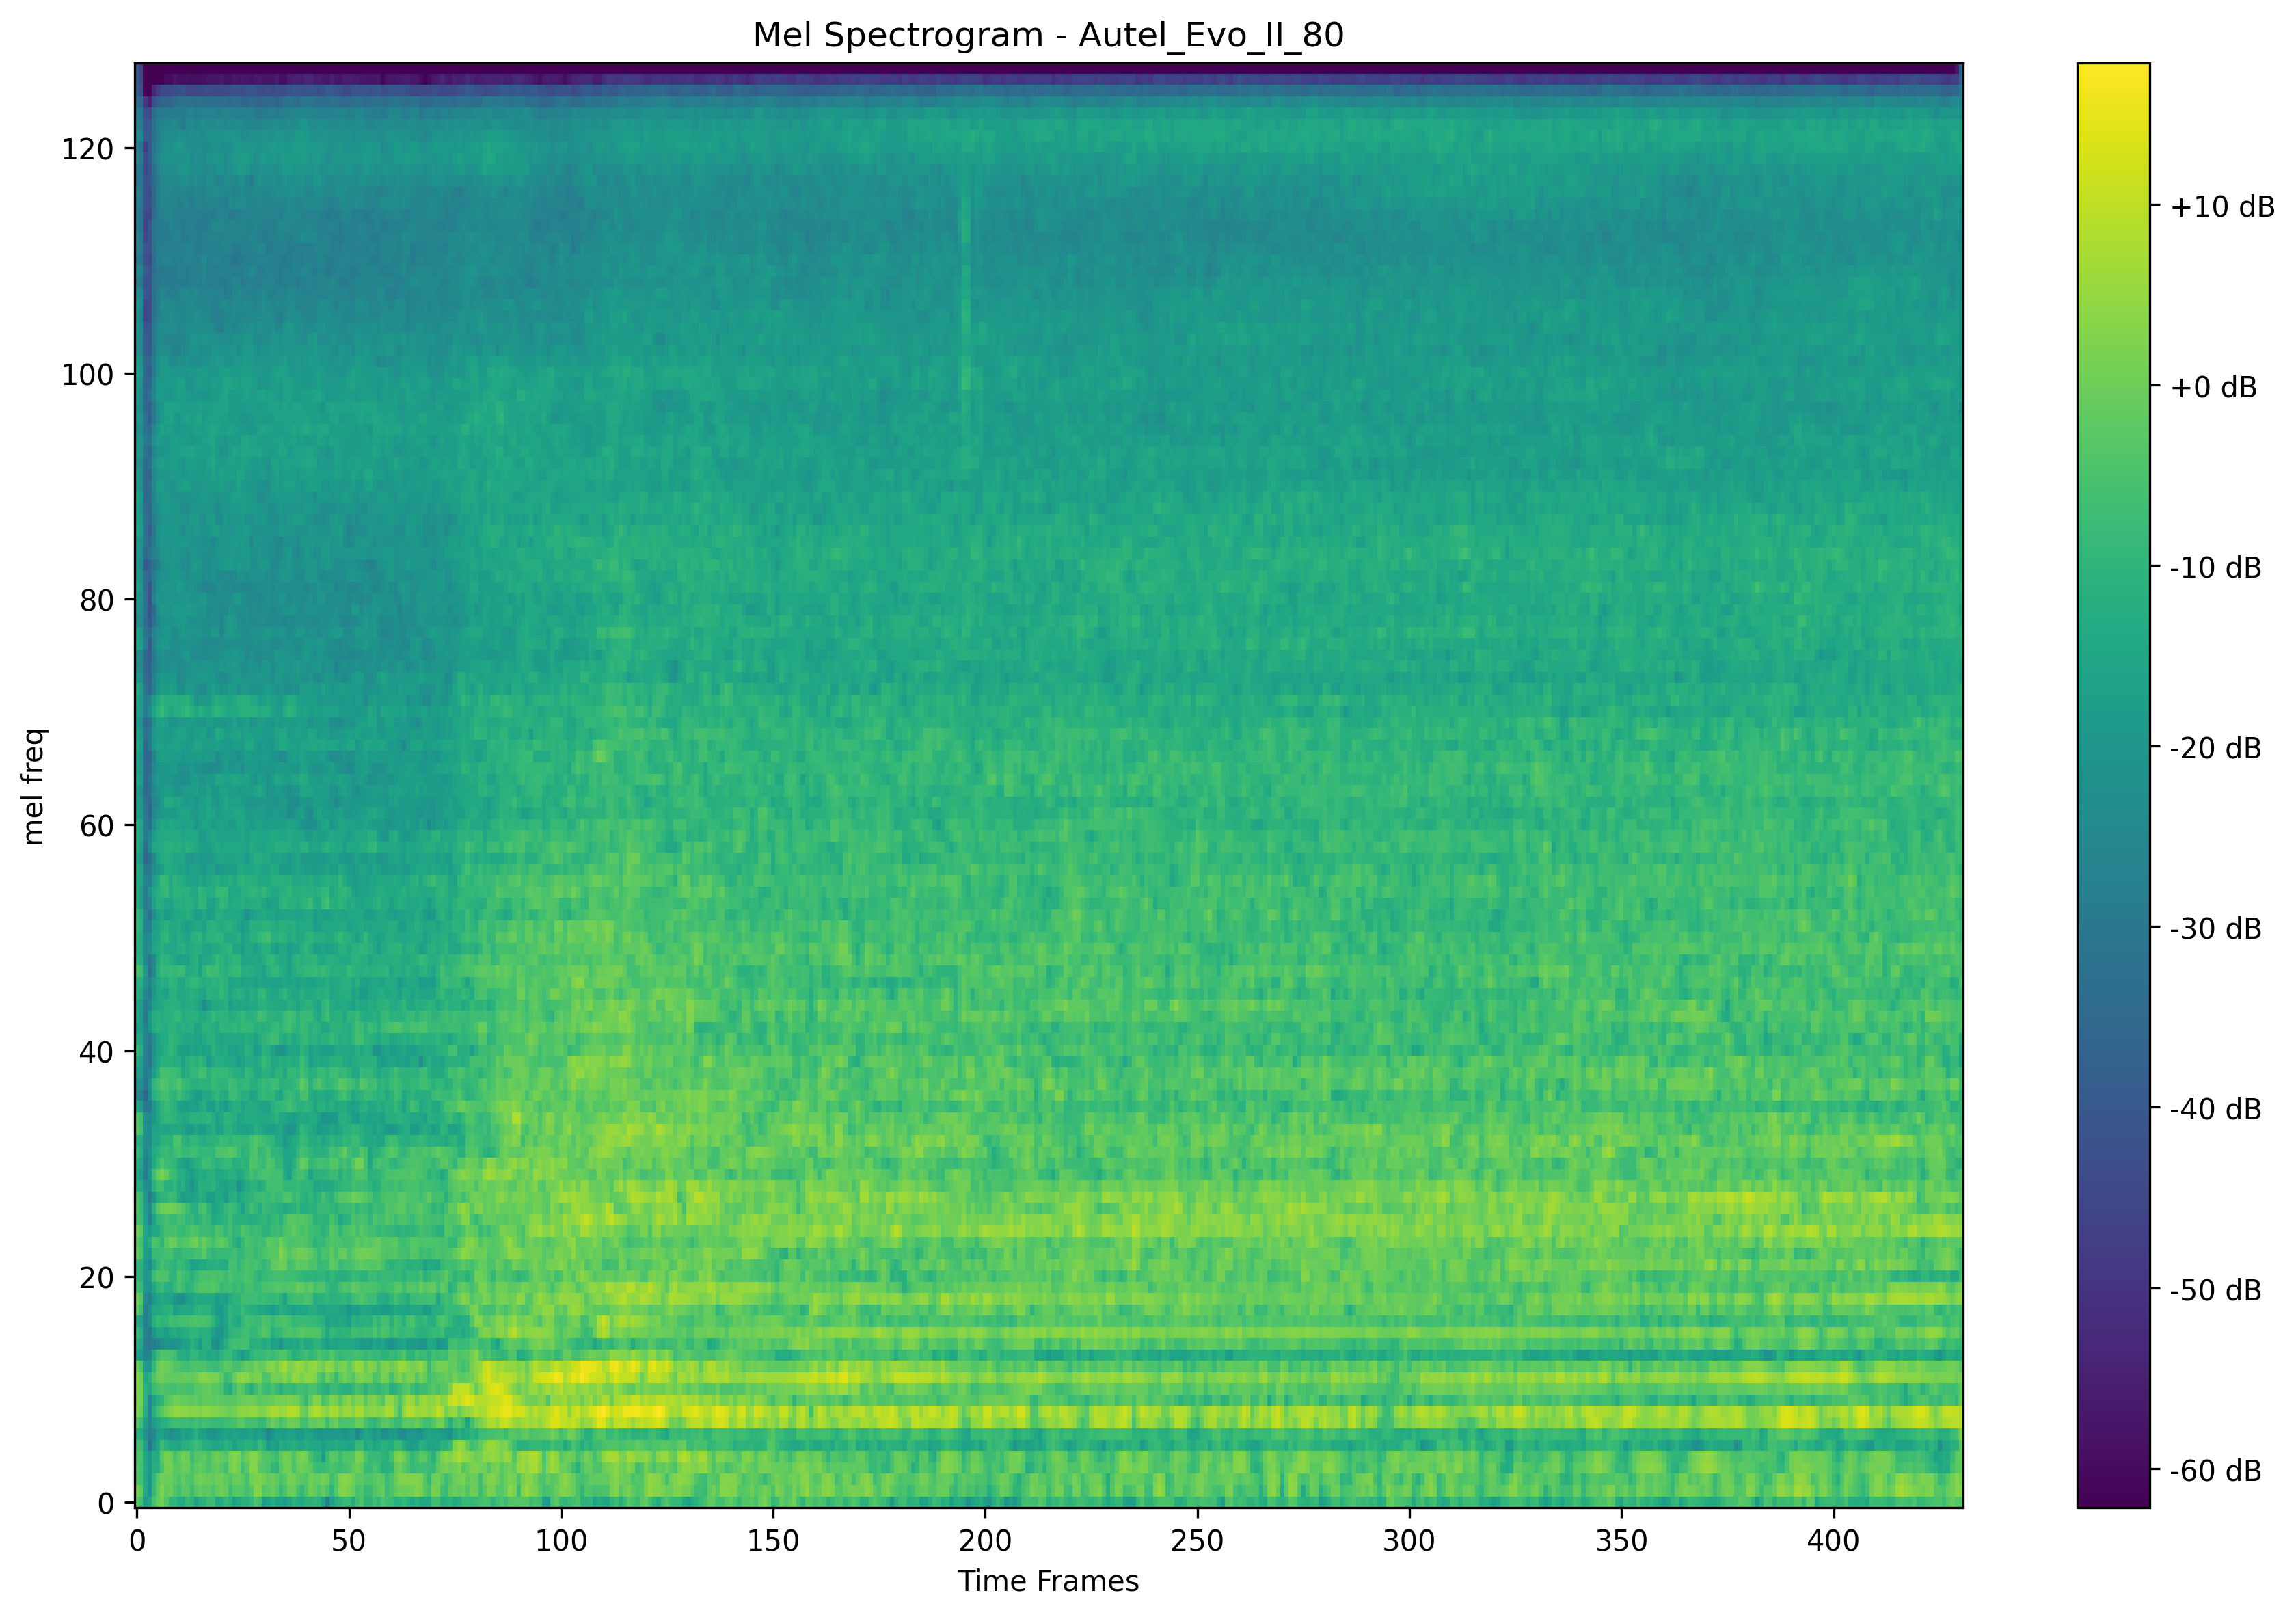 Mel Spectrogram - Autel_Evo_II_80
mel freq
120
100
80
60
40
20
0
0 50 100 150 200 250 300 350 400
Time Frames
+10 dB
+0 dB
-10 dB
-20 dB
-30 dB
-40 dB
-50 dB
-60 dB